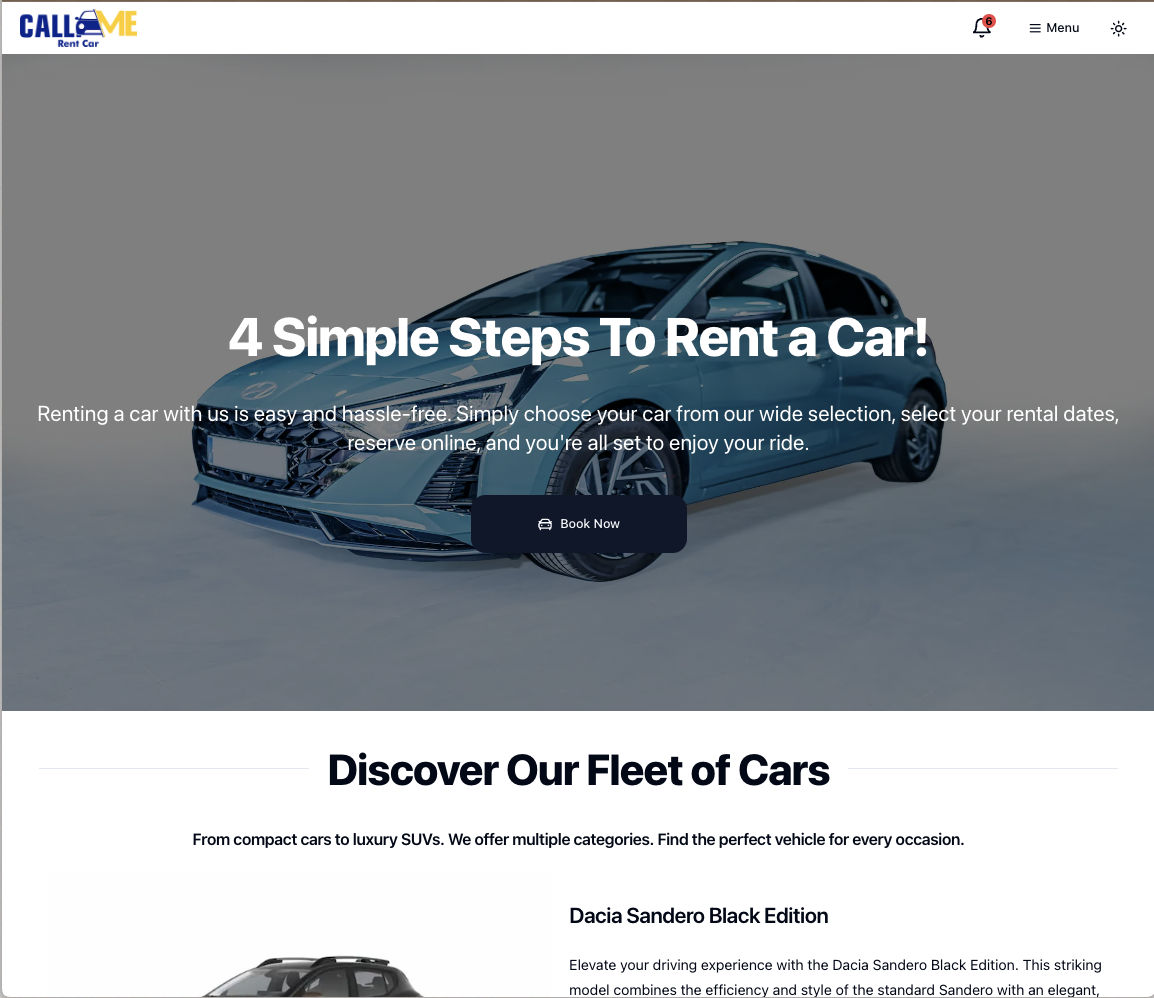 CALL ME
Rent Car
6
Menu
4 Simple Steps To Rent a Car!
Renting a car with us is easy and hassle-free. Simply choose your car from our wide selection, select your rental dates,
reserve online, and you're all set to enjoy your ride.
Book Now
Discover Our Fleet of Cars
From compact cars to luxury SUVs. We offer multiple categories. Find the perfect vehicle for every occasion.
Dacia Sandero Black Edition
Elevate your driving experience with the Dacia Sandero Black Edition. This striking
model combines the efficiency and style of the standard Sandero with an elegant,